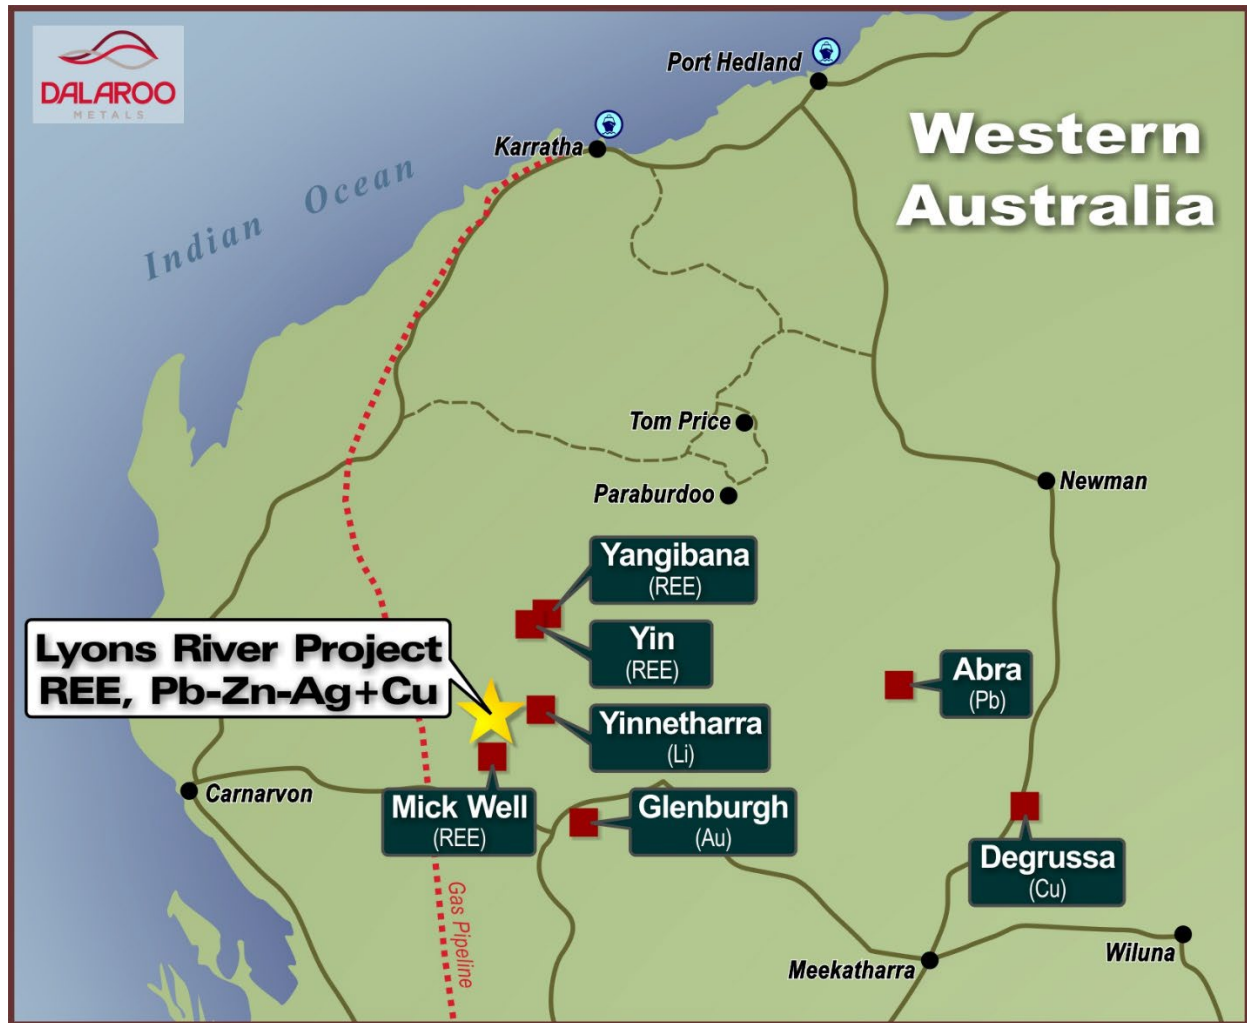 DALAROO
METALS
Port Hedland
Karratha
Western
Australia
Indian Ocean
Tom Price
Paraburdoo
Newman
Yangibana
(REE)
Lyons River Project
REE, Pb-Zn-Ag+Cu
Yin
(REE)
Abra
(Pb)
Yinnetharra
(Li)
Carnarvon
Mick Well
(REE)
Glenburgh
(Au)
Degrussa
(Cu)
Gas Pipeline
Meekatharra
Wiluna